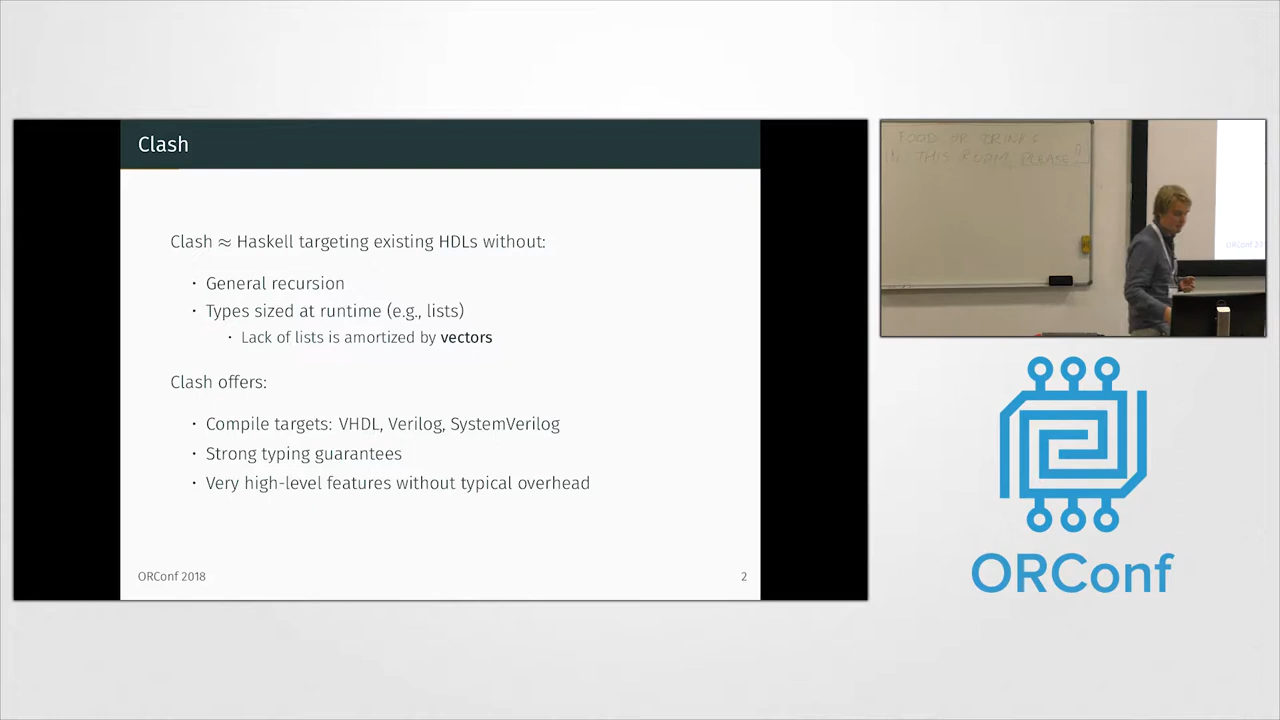 Clash
Clash ≈ Haskell targeting existing HDLs without:
· General recursion
· Types sized at runtime (e.g., lists)
· Lack of lists is amortized by vectors
Clash offers:
· Compile targets: VHDL, Verilog, SystemVerilog
· Strong typing guarantees
· Very high-level features without typical overhead
ORConf 2018
2
FOOD OR DRINKS
THIS ROOM, PLEASE!
ORConf